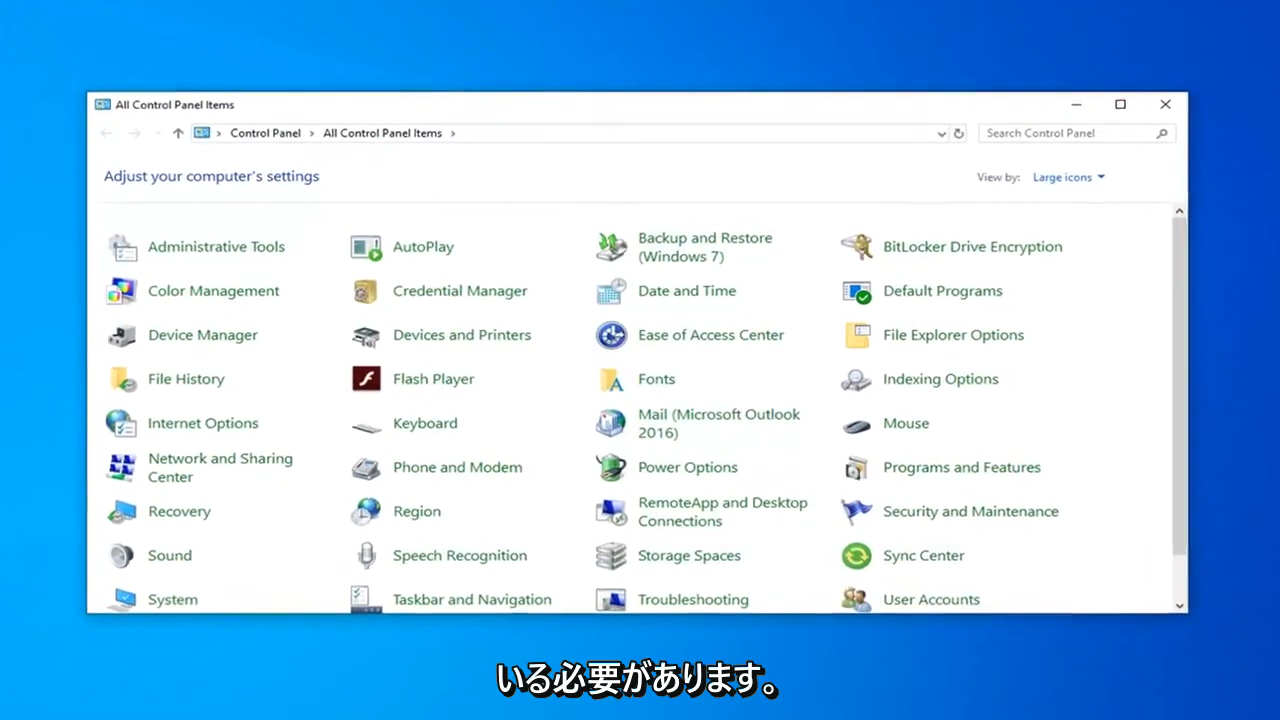 All Control Panel Items
Control Panel › All Control Panel Items ›
Search Control Panel
Adjust your computer's settings
View by: Large icons
Administrative Tools
AutoPlay
Backup and Restore
(Windows 7)
BitLocker Drive Encryption
Color Management
Credential Manager
Date and Time
Default Programs
Device Manager
Devices and Printers
Ease of Access Center
File Explorer Options
File History
Flash Player
Fonts
Indexing Options
Internet Options
Keyboard
Mail (Microsoft Outlook
2016)
Mouse
Network and Sharing
Center
Phone and Modem
Power Options
Programs and Features
Recovery
Region
RemoteApp and Desktop
Connections
Security and Maintenance
Sound
Speech Recognition
Storage Spaces
Sync Center
System
Taskbar and Navigation
Troubleshooting
User Accounts
いる必要があります。